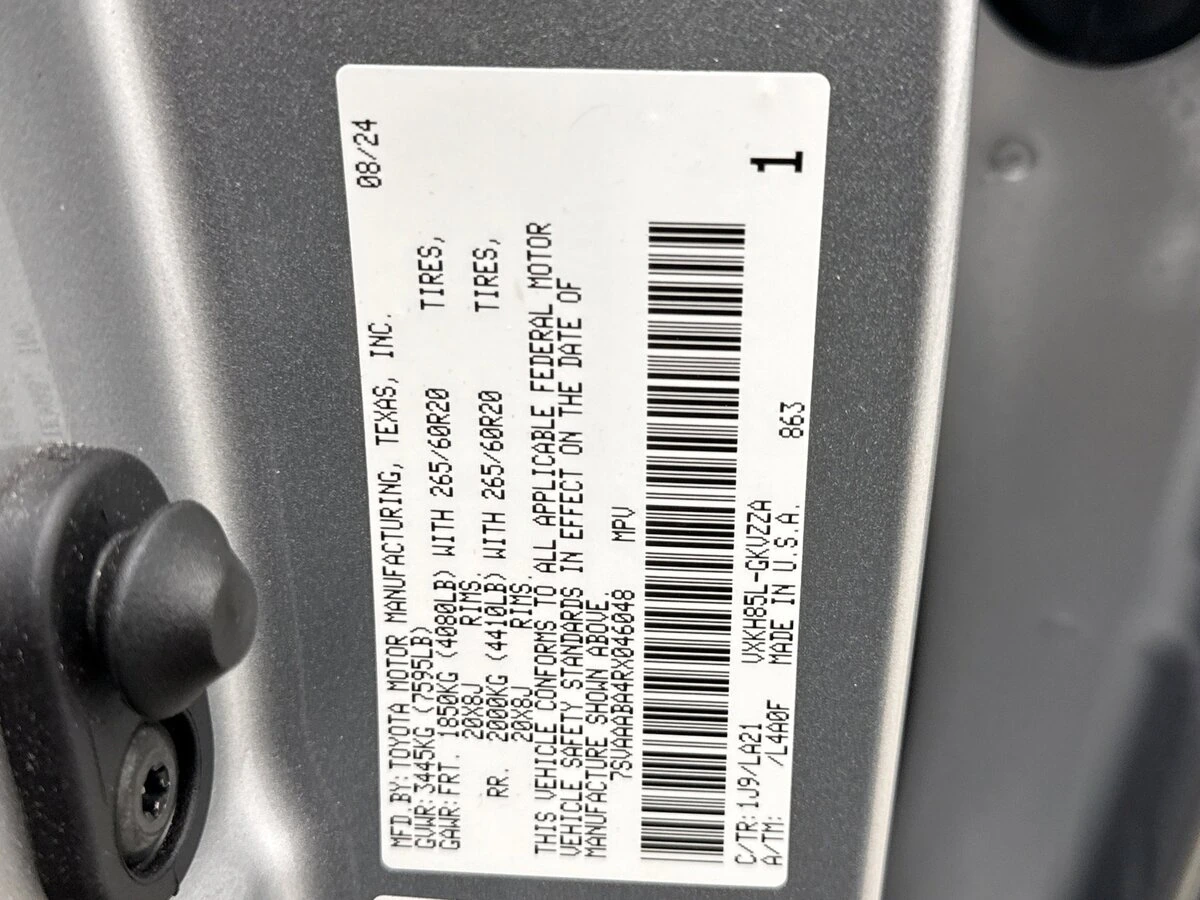 08/24
MFD.BY:TOYOTA MOTOR MANUFACTURING, TEXAS, INC.
GVWR:3445KG (7595LB)
GAWR:FRT. 1850KG (4080LB) WITH 265/60R20 TIRES,
20X8J RIMS.
RR. 2000KG (4410LB) WITH 265/60R20 TIRES,
20X8J RIMS.
THIS VEHICLE CONFORMS TO ALL APPLICABLE FEDERAL MOTOR
VEHICLE SAFETY STANDARDS IN EFFECT ON THE DATE OF
MANUFACTURE SHOWN ABOVE.
7SVAAABA4RX046048 MPV
1
C/TR:1J9/LA21 VXKH85L-GKVZZA
A/TM: /L4A0F MADE IN U.S.A. 863